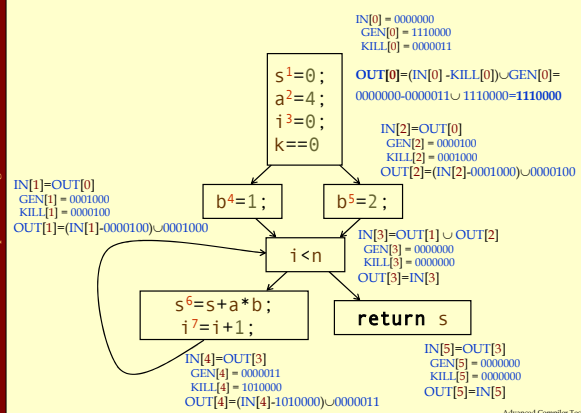 IN[0] = 0000000
GEN[0] = 1110000
KILL[0] = 0000011
s¹=0;
a²=4;
i³=0;
k==0
OUT[0]=(IN[0] -KILL[0])∪GEN[0]=
0000000-0000011∪ 1110000=1110000
IN[2]=OUT[0]
GEN[2] = 0000100
KILL[2] = 0001000
OUT[2]=(IN[2]-0001000)∪0000100
IN[1]=OUT[0]
GEN[1] = 0001000
KILL[1] = 0000100
OUT[1]=(IN[1]-0000100)∪0001000
b⁴=1;
b⁵=2;
i<n
IN[3]=OUT[1] ∪ OUT[2]
GEN[3] = 0000000
KILL[3] = 0000000
OUT[3]=IN[3]
s⁶=s+a*b;
i⁷=i+1;
return s
IN[4]=OUT[3]
GEN[4] = 0000011
KILL[4] = 1010000
OUT[4]=(IN[4]-1010000)∪0000011
IN[5]=OUT[3]
GEN[5] = 0000000
KILL[5] = 0000000
OUT[5]=IN[5]
Advanced Compiler